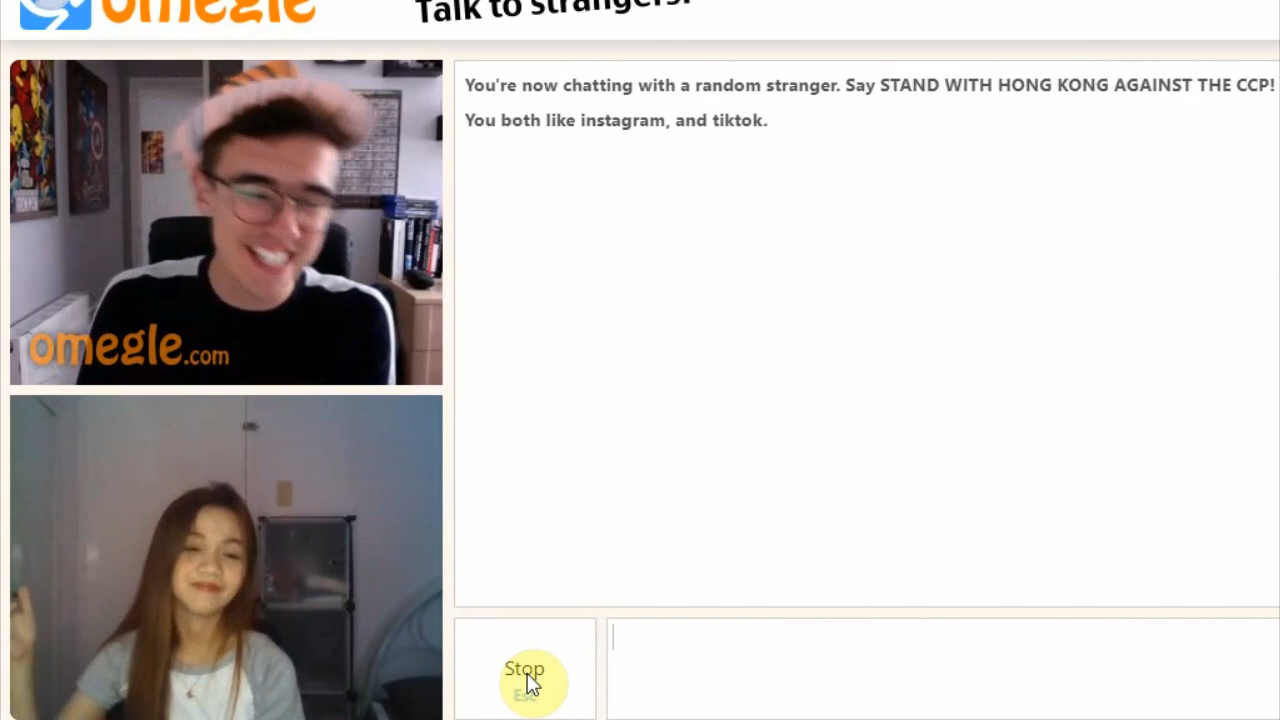 omegle
Talk to strangers!
You're now chatting with a random stranger. Say STAND WITH HONG KONG AGAINST THE CCP!
You both like instagram, and tiktok.
omegle.com
Stop
Esc